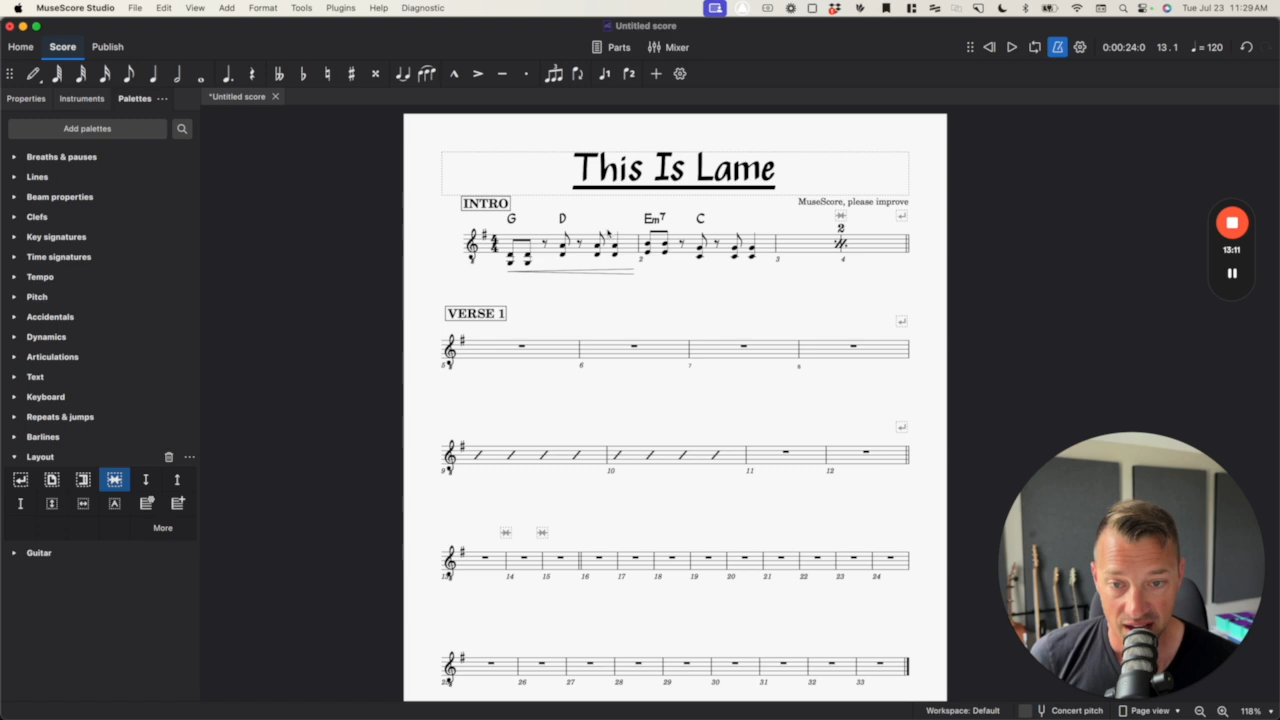 MuseScore Studio File Edit View Add Format Tools Plugins Help Diagnostic
Tue Jul 23 11:29 AM
Untitled score
Home Score Publish
Parts Mixer
0:00:24:0 13 . 1 = 120
Properties Instruments Palettes
*Untitled score
Add palettes
Breaths & pauses
Lines
Beam properties
Clefs
Key signatures
Time signatures
Tempo
Pitch
Accidentals
Dynamics
Articulations
Text
Keyboard
Repeats & jumps
Barlines
Layout
More
Guitar
This Is Lame
INTRO
MuseScore, please improve
G D Em7 C
2
2 3 4
VERSE 1
5 6 7 8
9 10 11 12
13 14 15 16 17 18 19 20 21 22 23 24
25 26 27 28 29 30 31 32 33
13:11
Workspace: Default Concert pitch Page view 118%